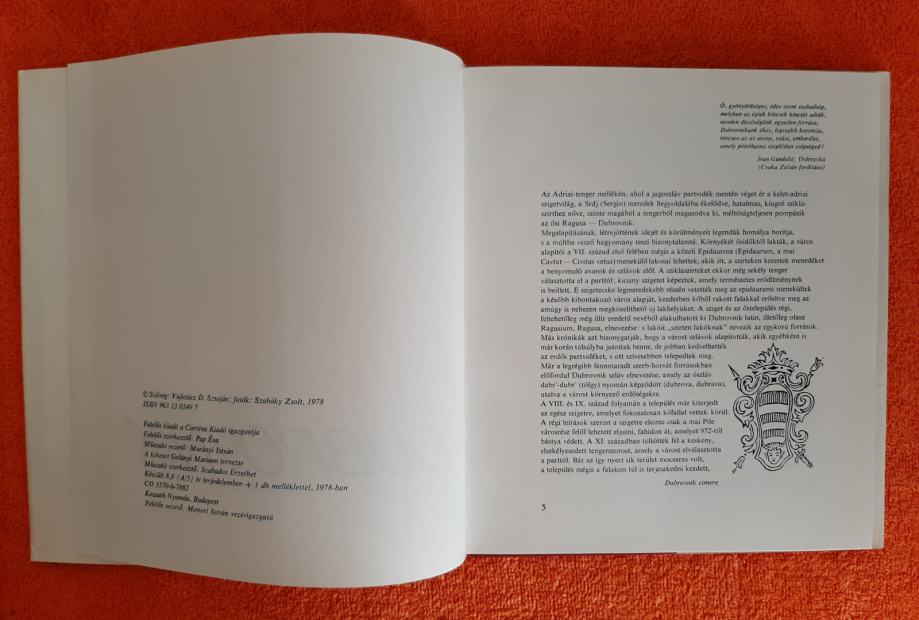 © Szöveg: Vujicsics D. Sztoján; fotók: Szabóky Zsolt, 1978
ISBN 963 13 0349 7
Felelős kiadó a Corvina Kiadó igazgatója
Felelős szerkesztő: Pap Éva
Műszaki vezető: Murányi István
A kötetet Gelányi Mariann tervezte
Műszaki szerkesztő: Szabados Erzsébet
Készült 8,9 (A/5) ív terjedelemben + 1 db melléklettel, 1978-ban
CO 1570-h-7882
Kossuth Nyomda, Budapest
Felelős vezető: Monori István vezérigazgató
Ó, gyönyörűséges, édes szent szabadság,
melyben az égiek kincsek kincsét adták,
minden dicsőségünk egyetlen forrása,
Dubrovnikunk ékes, legszebb koronája,
nincsen az az arany, ezüst, emberélet,
amely pótolhatná szeplőtlen szépséged!
Ivan Gundulić: Dubravka
(Csuka Zoltán fordítása)
Az Adriai-tenger mellékén, ahol a jugoszláv partvidék mentén véget ér a kelet-adriai
szigetvilág, a Srdj (Sergio) meredek hegyoldalába ékelődve, hatalmas, kiugró szikla-
szirthez nőve, szinte magából a tengerből magasodva ki, méltóságteljesen pompázik
az ősi Ragusa — Dubrovnik.
Megalapításának, létrejöttének idejét és körülményeit legendák homálya borítja,
s a múltba vesző hagyomány teszi bizonytalanná. Környékét ősidőktől lakták, a város
alapítói a VII. század első felében mégis a közeli Epidaurosz (Epidaurum, a mai
Cavtat — Civitas vetus) menekülő lakosai lehettek, akik itt, a szirteken kerestek menedéket
a benyomuló avarok és szlávok elől. A sziklaszirteket ekkor még sekély tenger
választotta el a parttól; kicsiny szigetet képeztek, amely természetes erődítménynek
is beillett. E szigetecske legmeredekebb részén vetették meg az epidaurumi menekültek
a később kibontakozó város alapját, kezdetben kőből rakott falakkal erősítve meg az
amúgy is nehezen megközelíthető új lakhelyüket. A sziget és az őstelepülés régi,
feltehetőleg még illír eredetű nevéből alakulhatott ki Dubrovnik latin, illetőleg olasz
Ragusium, Ragusa, elnevezése: s lakóit „szirten lakóknak” nevezik az egykorú források.
Más krónikák azt bizonygatják, hogy a várost szlávok alapították, akik egyébként is
már korán túlsúlyba jutottak benne, de jobban kedvelhették
az erdős partvidéket, s ott szívesebben telepedtek meg.
Már a legrégibb fennmaradt szerb-horvát forrásokban
előfordul Dubrovnik szláv elnevezése, amely az ószláv
dabr'-dubr' (tölgy) nyomán képződött (dubrova, dubrava),
utalva a várost környező erdőségekre.
A VIII. és IX. század folyamán a település már kiterjedt
az egész szigetre, amelyet fokozatosan kőfallal vettek körül.
A régi leírások szerint a szigetre eleinte csak a mai Pile
városrész felől lehetett eljutni, fahídon át, amelyet 972-től
bástya védett. A XI. században töltötték fel a keskeny,
elsekélyesedett tengerszorost, amely a várost elválasztotta
a parttól. Bár az így nyert sík terület mocsaras volt,
a település mégis a falakon túl is terjeszkedni kezdett,
Dubrovnik címere
5